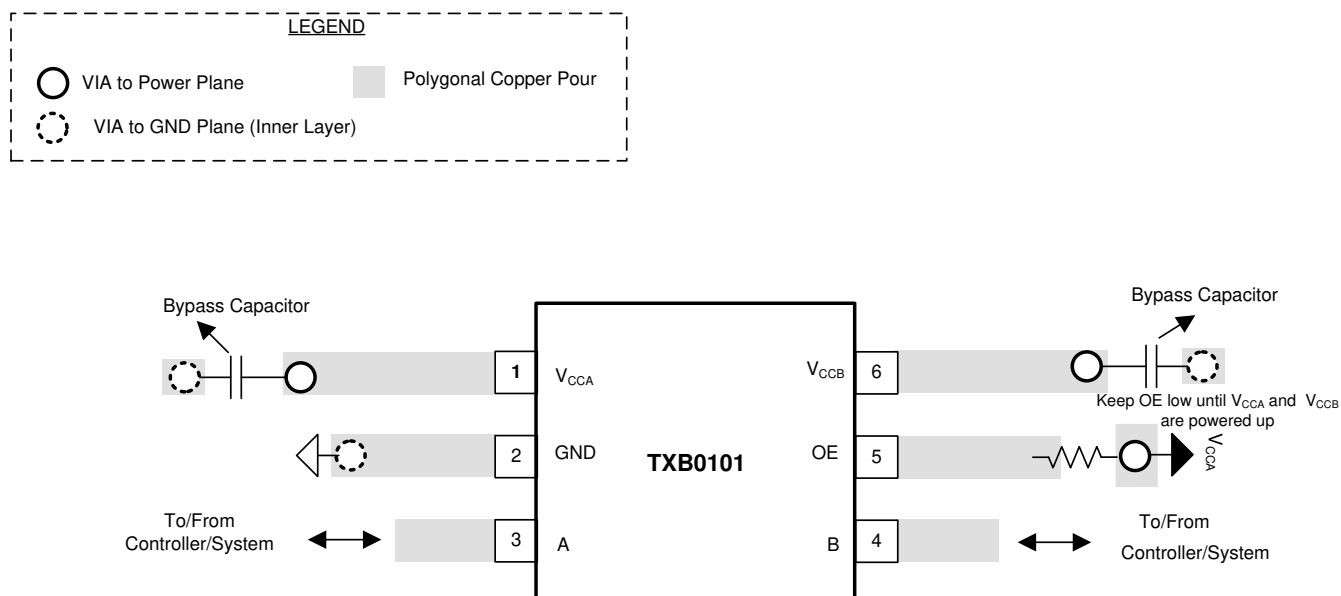 LEGEND
VIA to Power Plane
Polygonal Copper Pour
VIA to GND Plane (Inner Layer)
Bypass Capacitor
Bypass Capacitor
1
VCCA
VCCB
6
Keep OE low until VCCA and VCCB
are powered up
2
GND
TXB0101
OE
5
VCCA
To/From
Controller/System
3
A
B
4
To/From
Controller/System